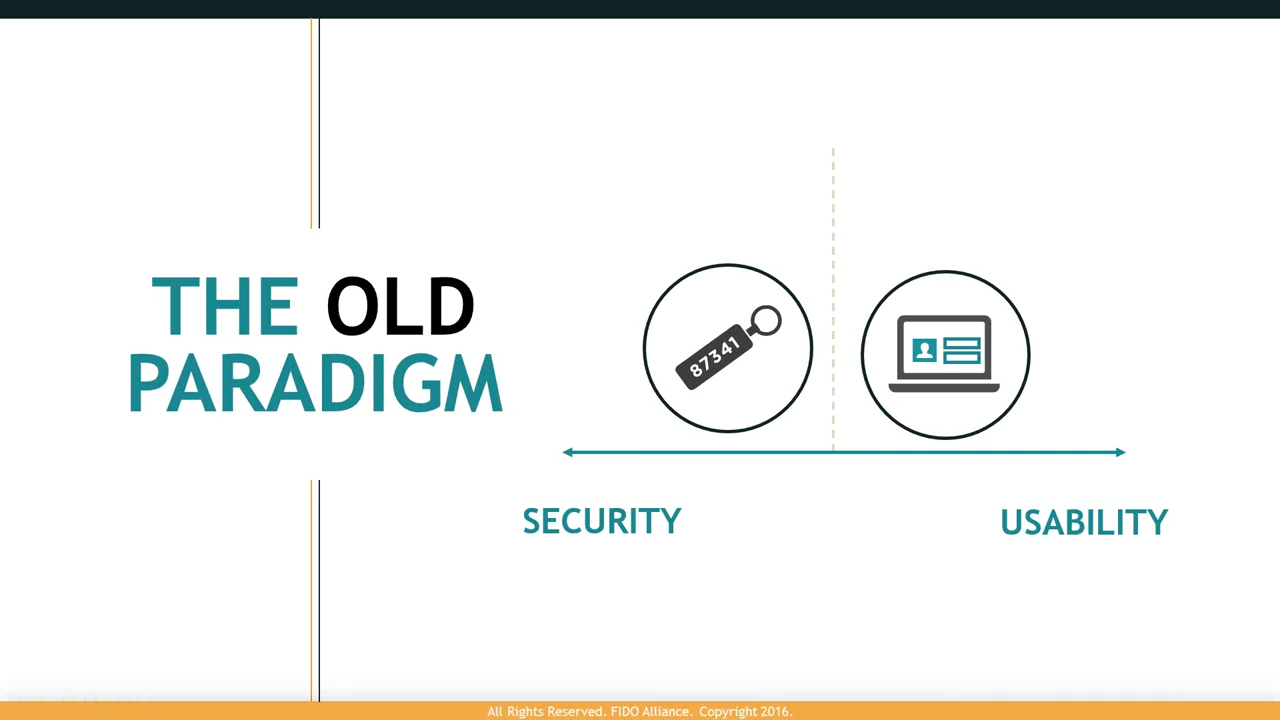 THE OLD
PARADIGM
87341
SECURITY
USABILITY
All Rights Reserved. FIDO Alliance. Copyright 2016.